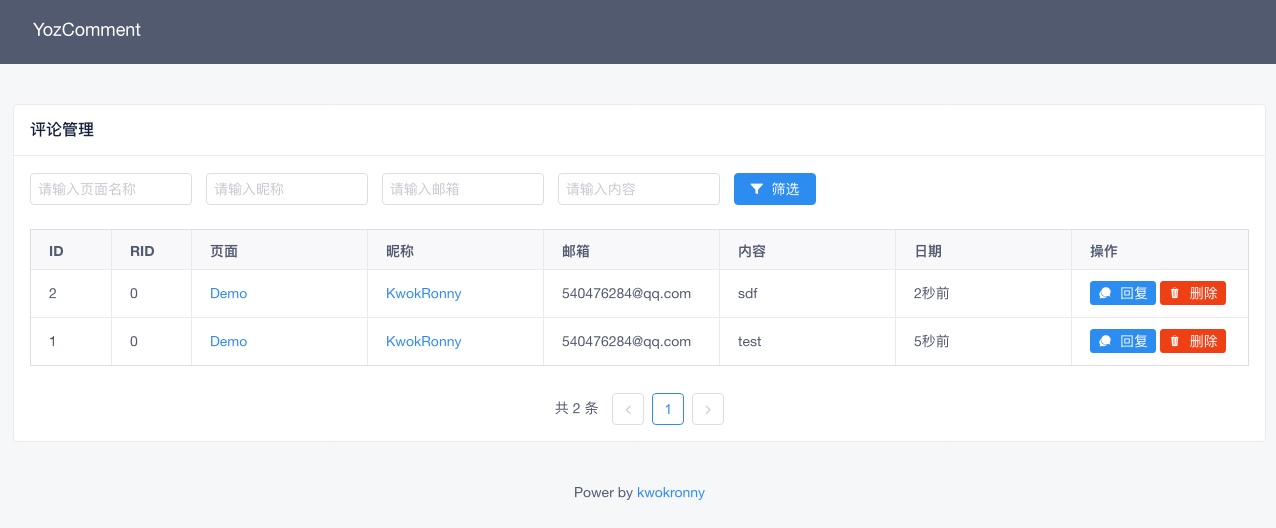 YozComment
评论管理
请输入页面名称 请输入昵称 请输入邮箱 请输入内容 筛选
ID RID 页面 昵称 邮箱 内容 日期 操作
2 0 Demo KwokRonny 540476284@qq.com sdf 2秒前 回复 删除
1 0 Demo KwokRonny 540476284@qq.com test 5秒前 回复 删除
共 2 条 1
Power by kwokronny